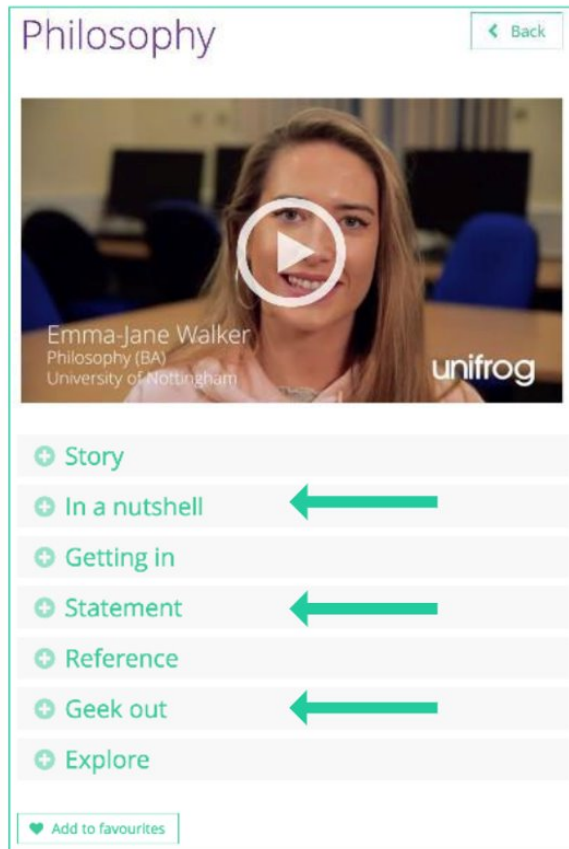 Philosophy
Back
Emma-Jane Walker
Philosophy (BA)
University of Nottingham
unifrog
Story
In a nutshell
Getting in
Statement
Reference
Geek out
Explore
Add to favourites